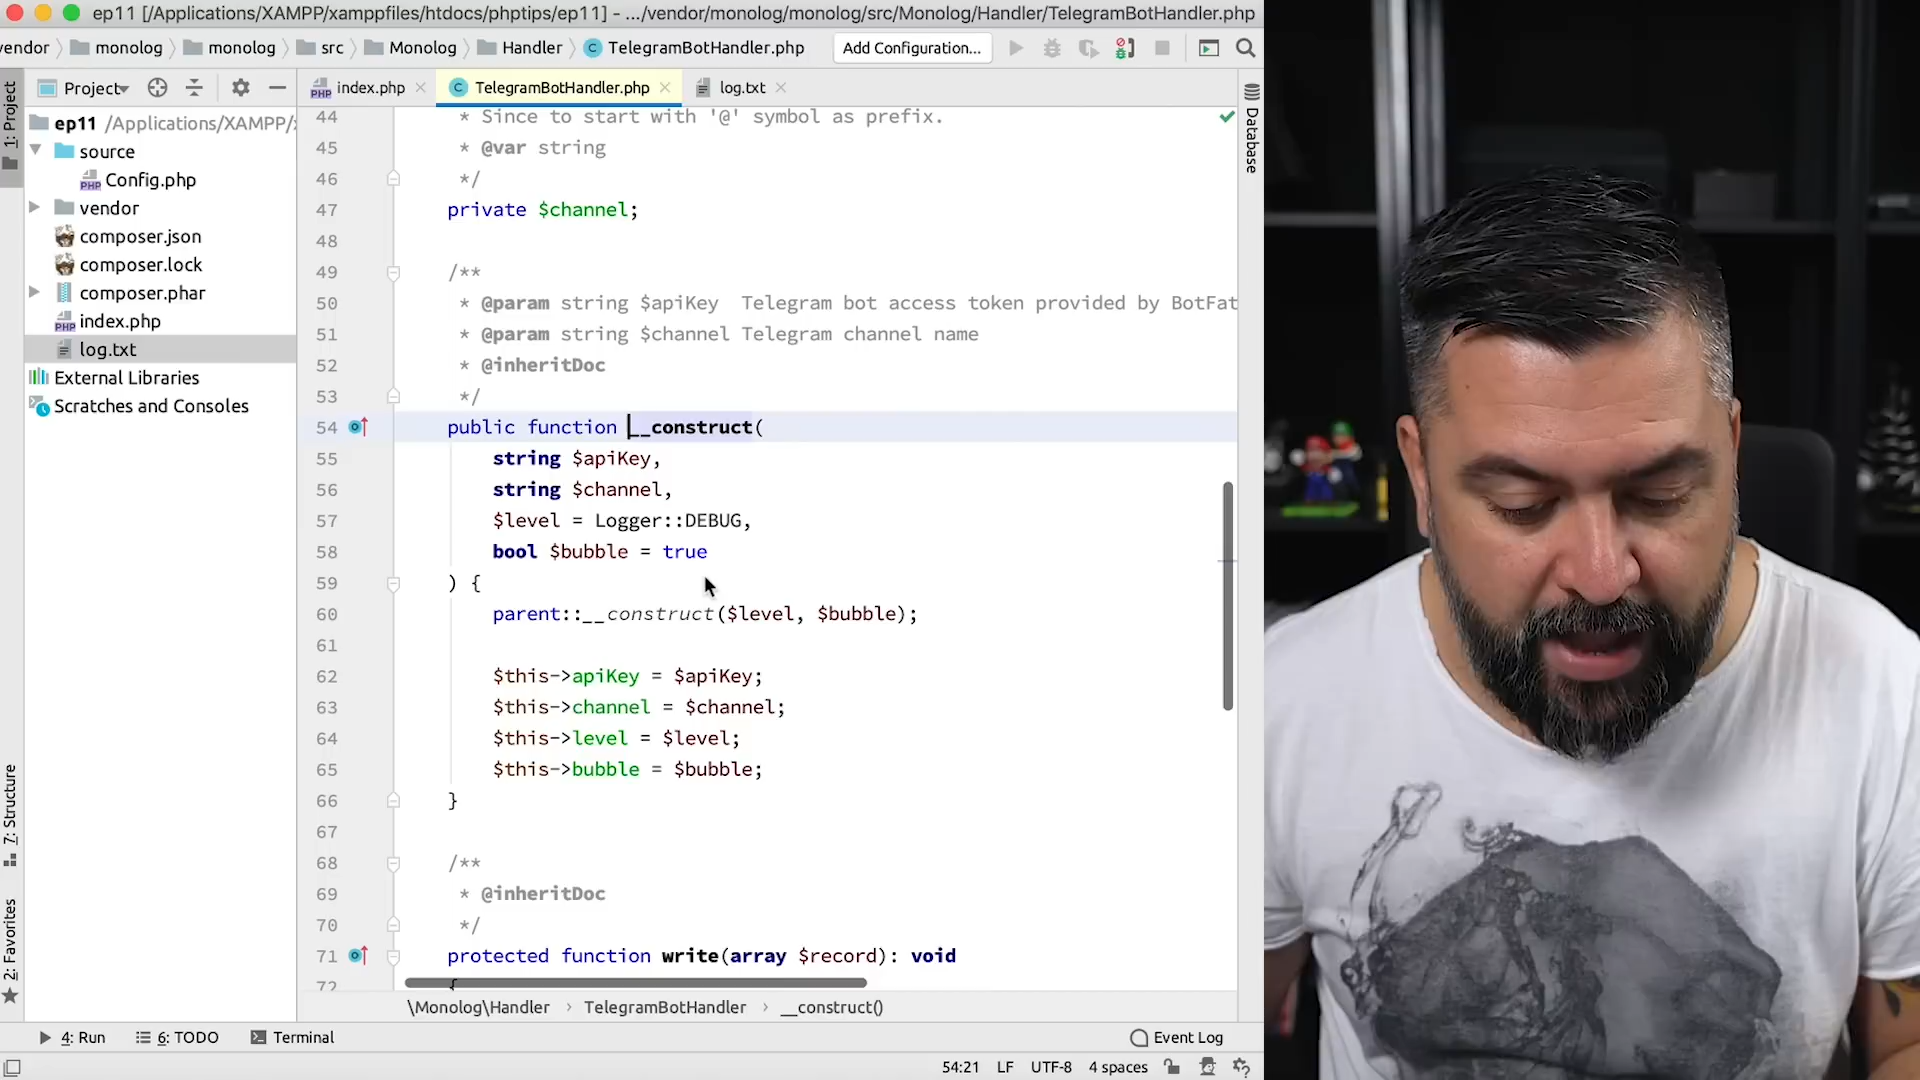 ep11 [/Applications/XAMPP/xamppfiles/htdocs/phptips/ep11] - .../vendor/monolog/monolog/src/Monolog/Handler/TelegramBotHandler.php
vendor monolog monolog src Monolog Handler TelegramBotHandler.php Add Configuration...
1: Project
Project
index.php
TelegramBotHandler.php
log.txt
Database
ep11 /Applications/XAMPP/
source
Config.php
vendor
composer.json
composer.lock
composer.phar
index.php
log.txt
External Libraries
Scratches and Consoles
7: Structure
2: Favorites
44 * Since to start with '@' symbol as prefix.
45 * @var string
46 */
47 private $channel;
48
49 /**
50 * @param string $apiKey  Telegram bot access token provided by BotFat
51 * @param string $channel Telegram channel name
52 * @inheritDoc
53 */
54 public function __construct(
55 string $apiKey,
56 string $channel,
57 $level = Logger::DEBUG,
58 bool $bubble = true
59 ) {
60 parent::__construct($level, $bubble);
61
62 $this->apiKey = $apiKey;
63 $this->channel = $channel;
64 $this->level = $level;
65 $this->bubble = $bubble;
66 }
67
68 /**
69 * @inheritDoc
70 */
71 protected function write(array $record): void
72 {
\Monolog\Handler › TelegramBotHandler › __construct()
4: Run 6: TODO Terminal Event Log
54:21 LF UTF-8 4 spaces